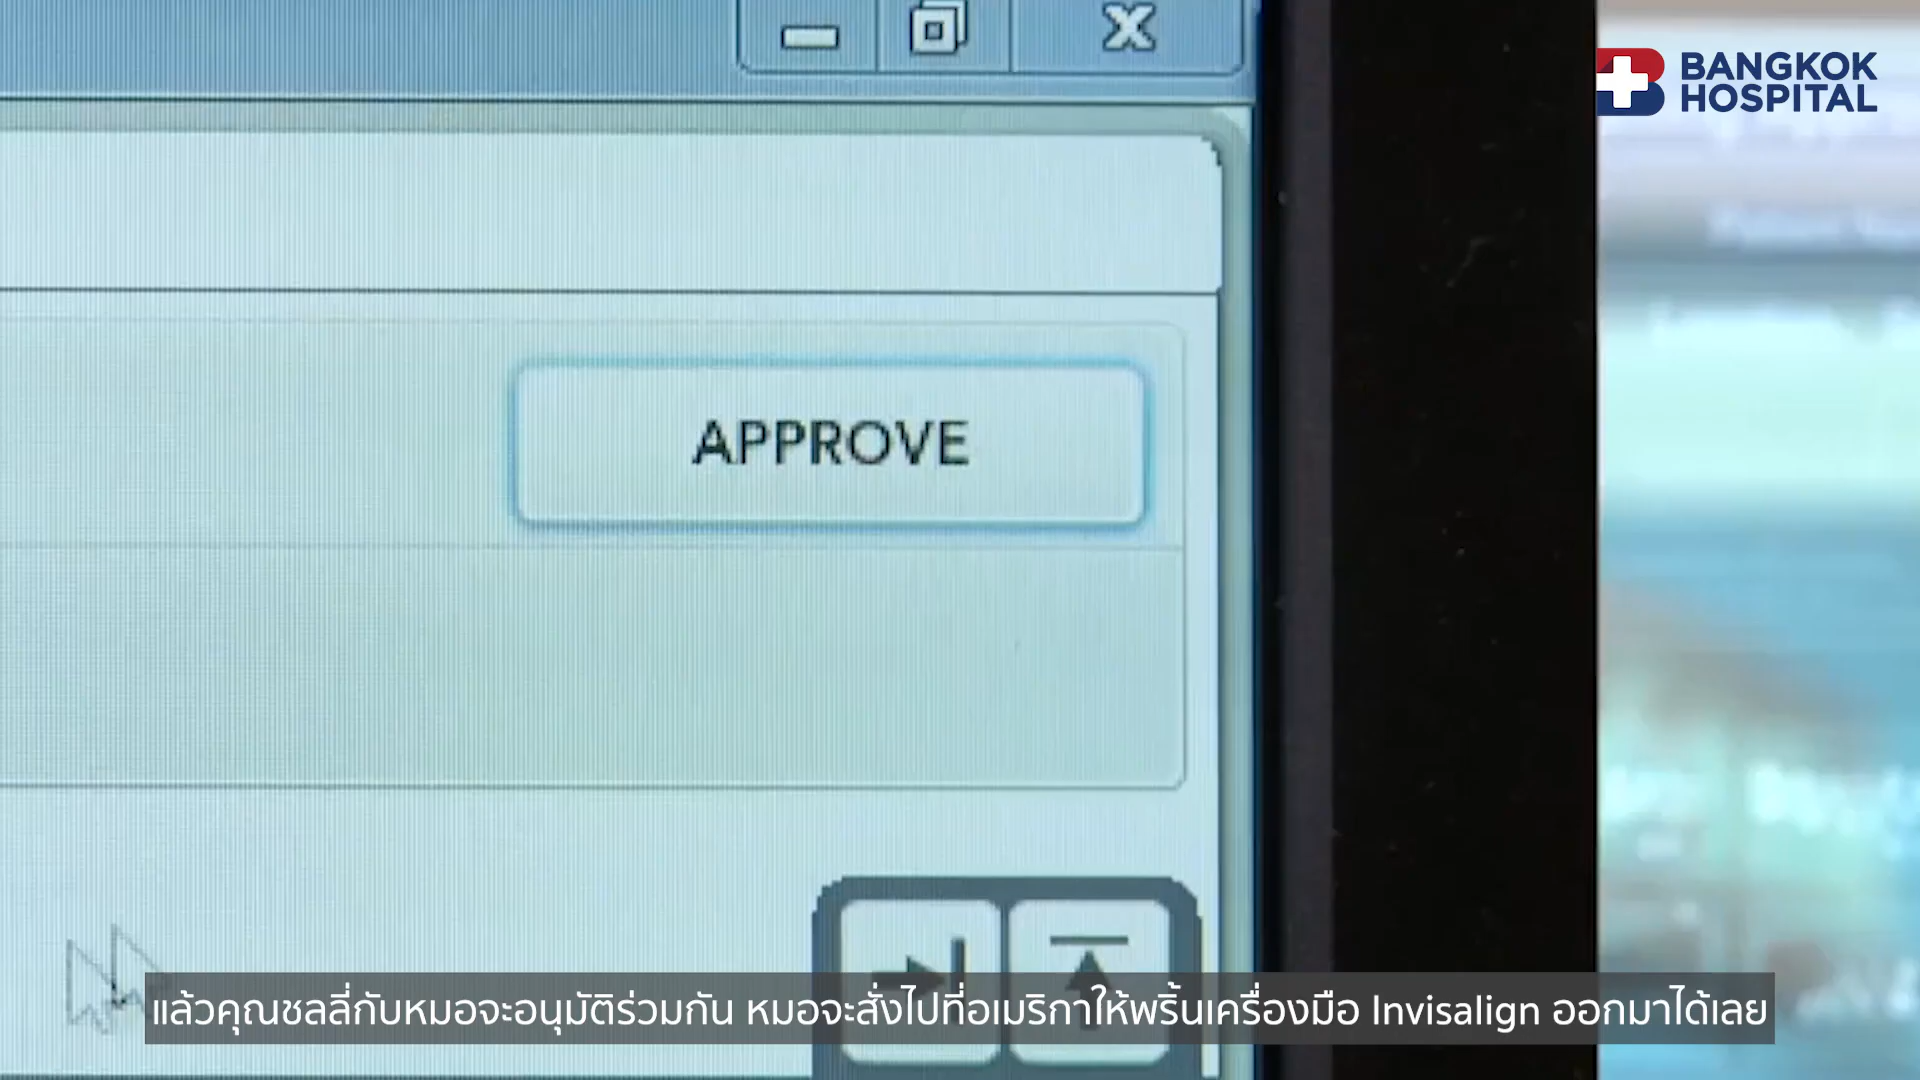 BANGKOK
HOSPITAL
APPROVE
แล้วคุณชลลี่กับหมอจะอนุมัติร่วมกัน หมอจะสั่งไปที่อเมริกาให้พริ้นเครื่องมือ Invisalign ออกมาได้เลย